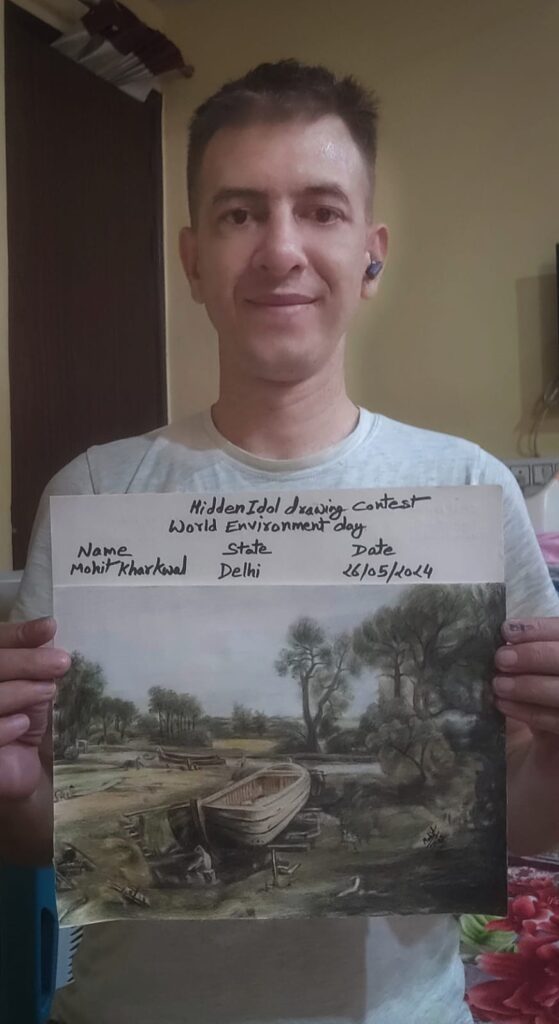 HiddenIdol drawing Contest
World Environment day
Name State Date
Mohit Kharkwal Delhi 26/05/2024